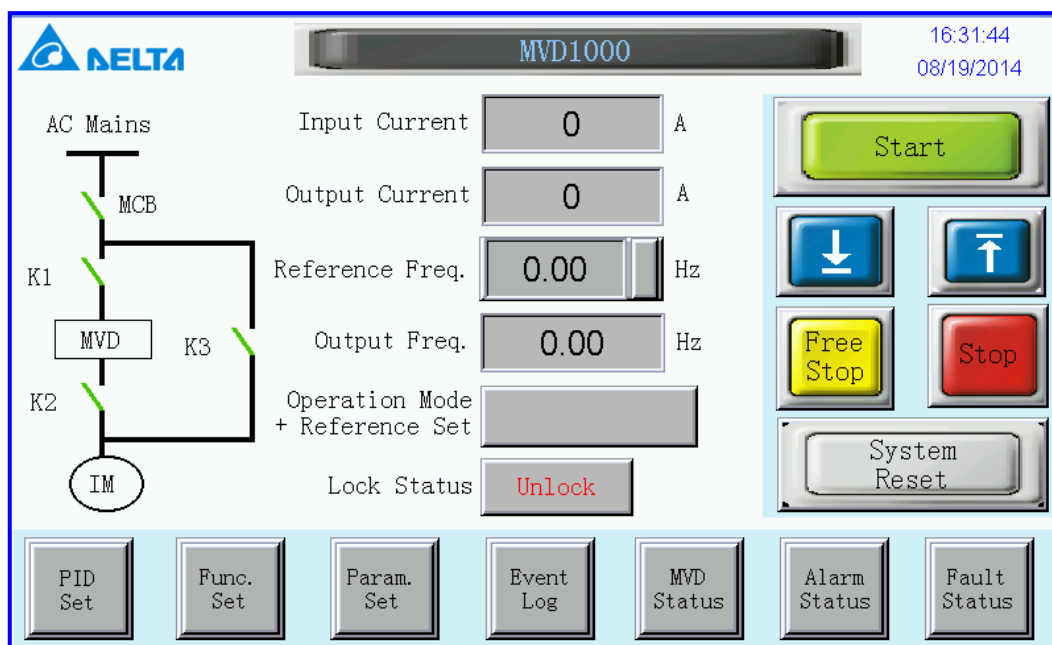 DELTA
MVD1000
16:31:44
08/19/2014
AC Mains
MCB
K1
MVD
K3
K2
IM
Input Current 0 A
Output Current 0 A
Reference Freq. 0.00 Hz
Output Freq. 0.00 Hz
Operation Mode
+ Reference Set
Lock Status Unlock
Start
Free
Stop
Stop
System
Reset
PID
Set
Func.
Set
Param.
Set
Event
Log
MVD
Status
Alarm
Status
Fault
Status